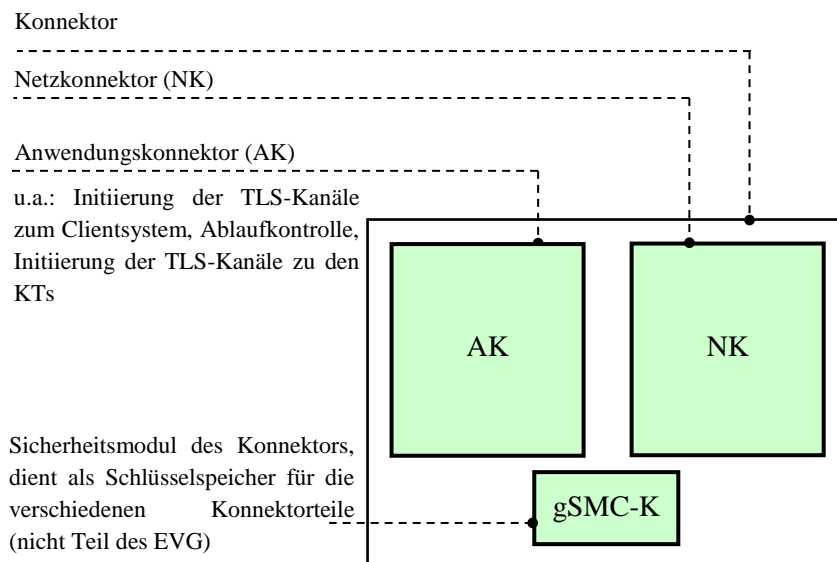 Konnektor
Netzkonnektor (NK)
Anwendungskonnektor (AK)
u.a.: Initiierung der TLS-Kanäle
zum Clientsystem, Ablaufkontrolle,
Initiierung der TLS-Kanäle zu den
KTs
AK
NK
Sicherheitsmodul des Konnektors,
dient als Schlüsselspeicher für die
verschiedenen Konnektorteile
(nicht Teil des EVG)
gSMC-K